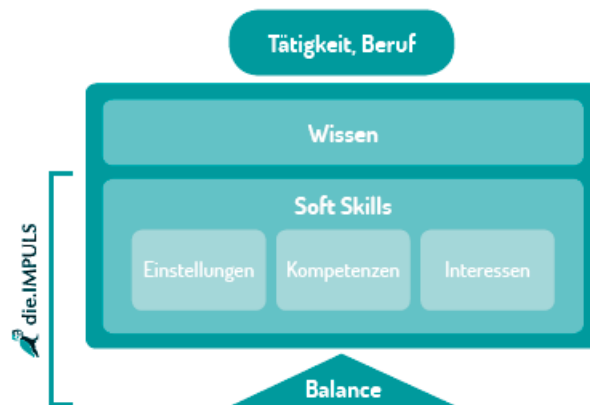 Tätigkeit, Beruf
Wissen
Soft Skills
Einstellungen
Kompetenzen
Interessen
die.IMPULS
Balance